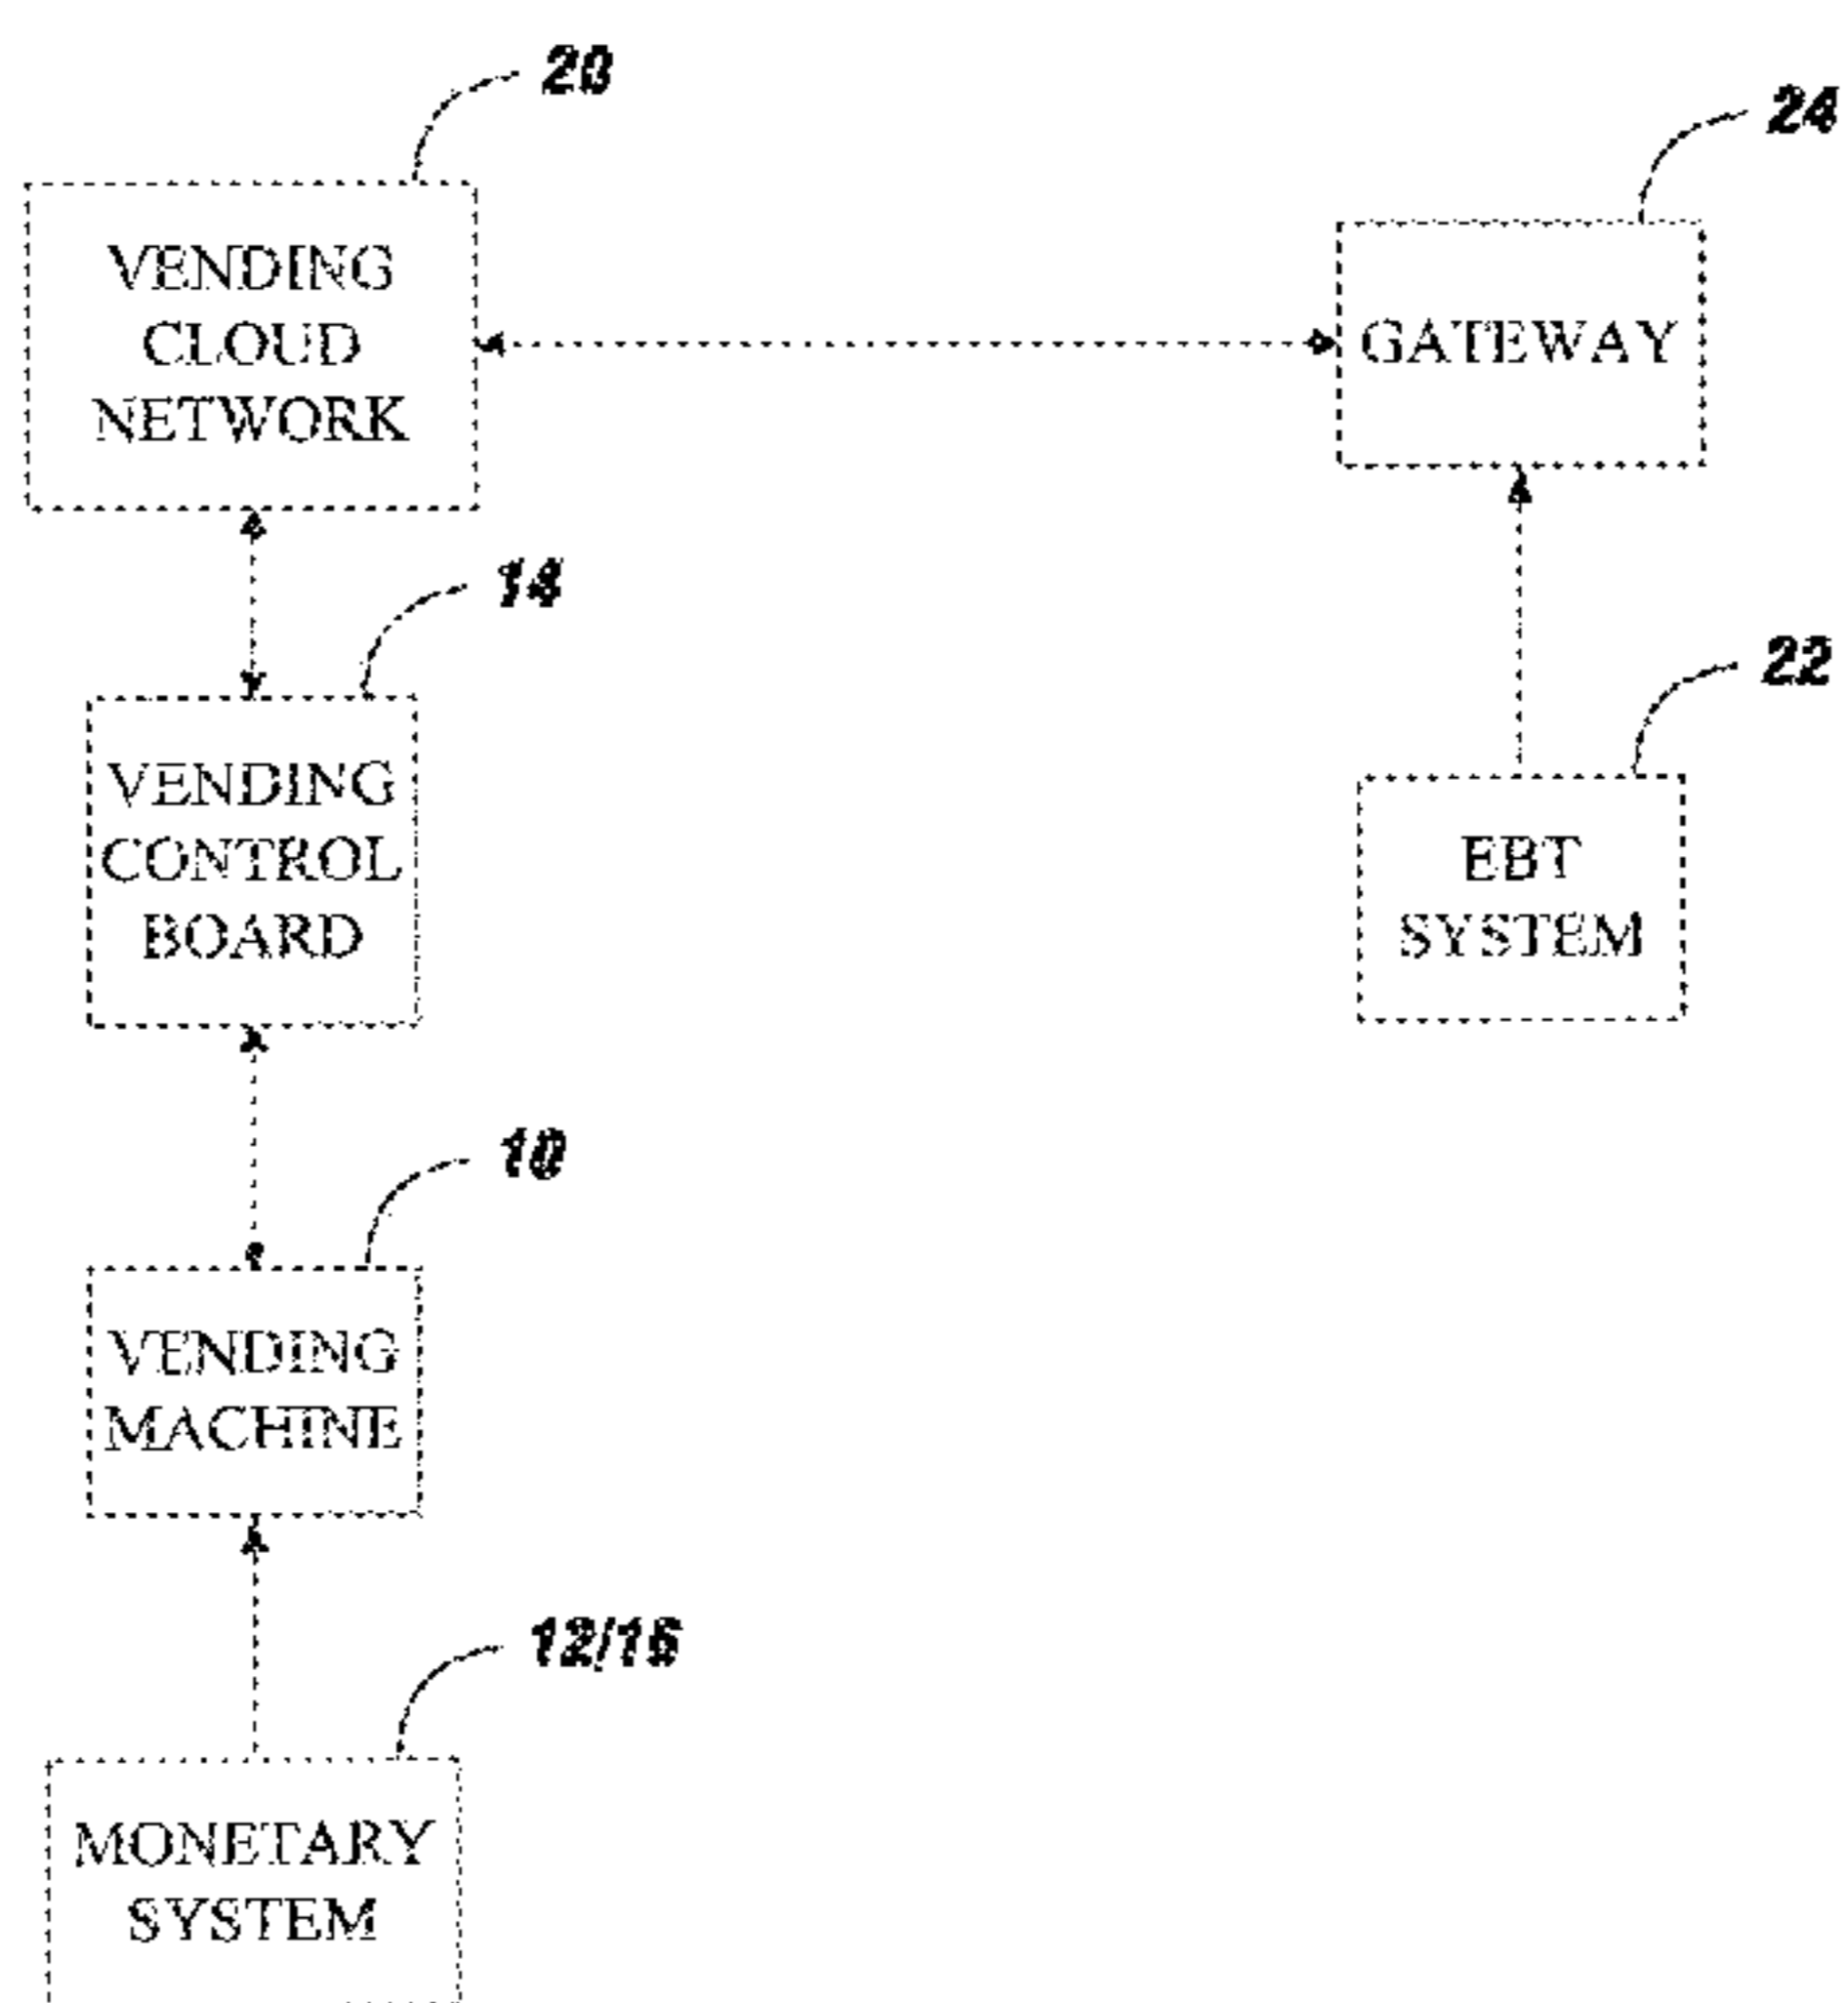 20
24
VENDING
CLOUD
NETWORK
GATEWAY
14
22
VENDING
CONTROL
BOARD
EBT
SYSTEM
10
VENDING
MACHINE
12/16
MONETARY
SYSTEM